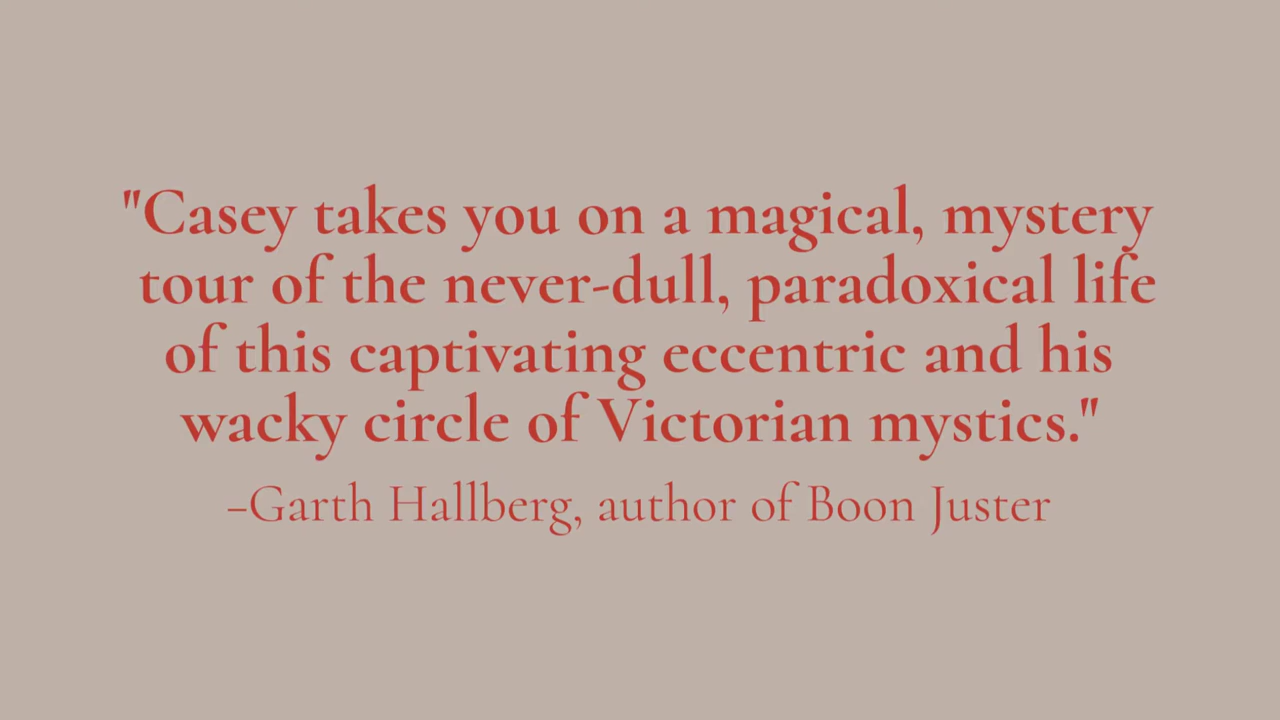 "Casey takes you on a magical, mystery
tour of the never-dull, paradoxical life
of this captivating eccentric and his
wacky circle of Victorian mystics."
–Garth Hallberg, author of Boon Juster